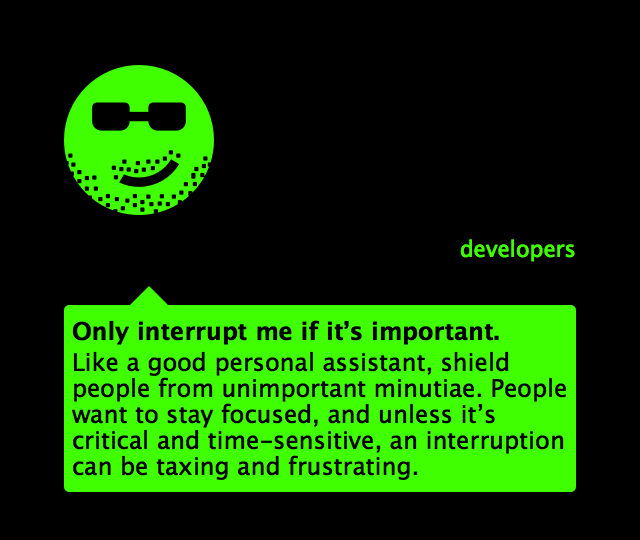 developers
Only interrupt me if it’s important.
Like a good personal assistant, shield
people from unimportant minutiae. People
want to stay focused, and unless it’s
critical and time-sensitive, an interruption
can be taxing and frustrating.